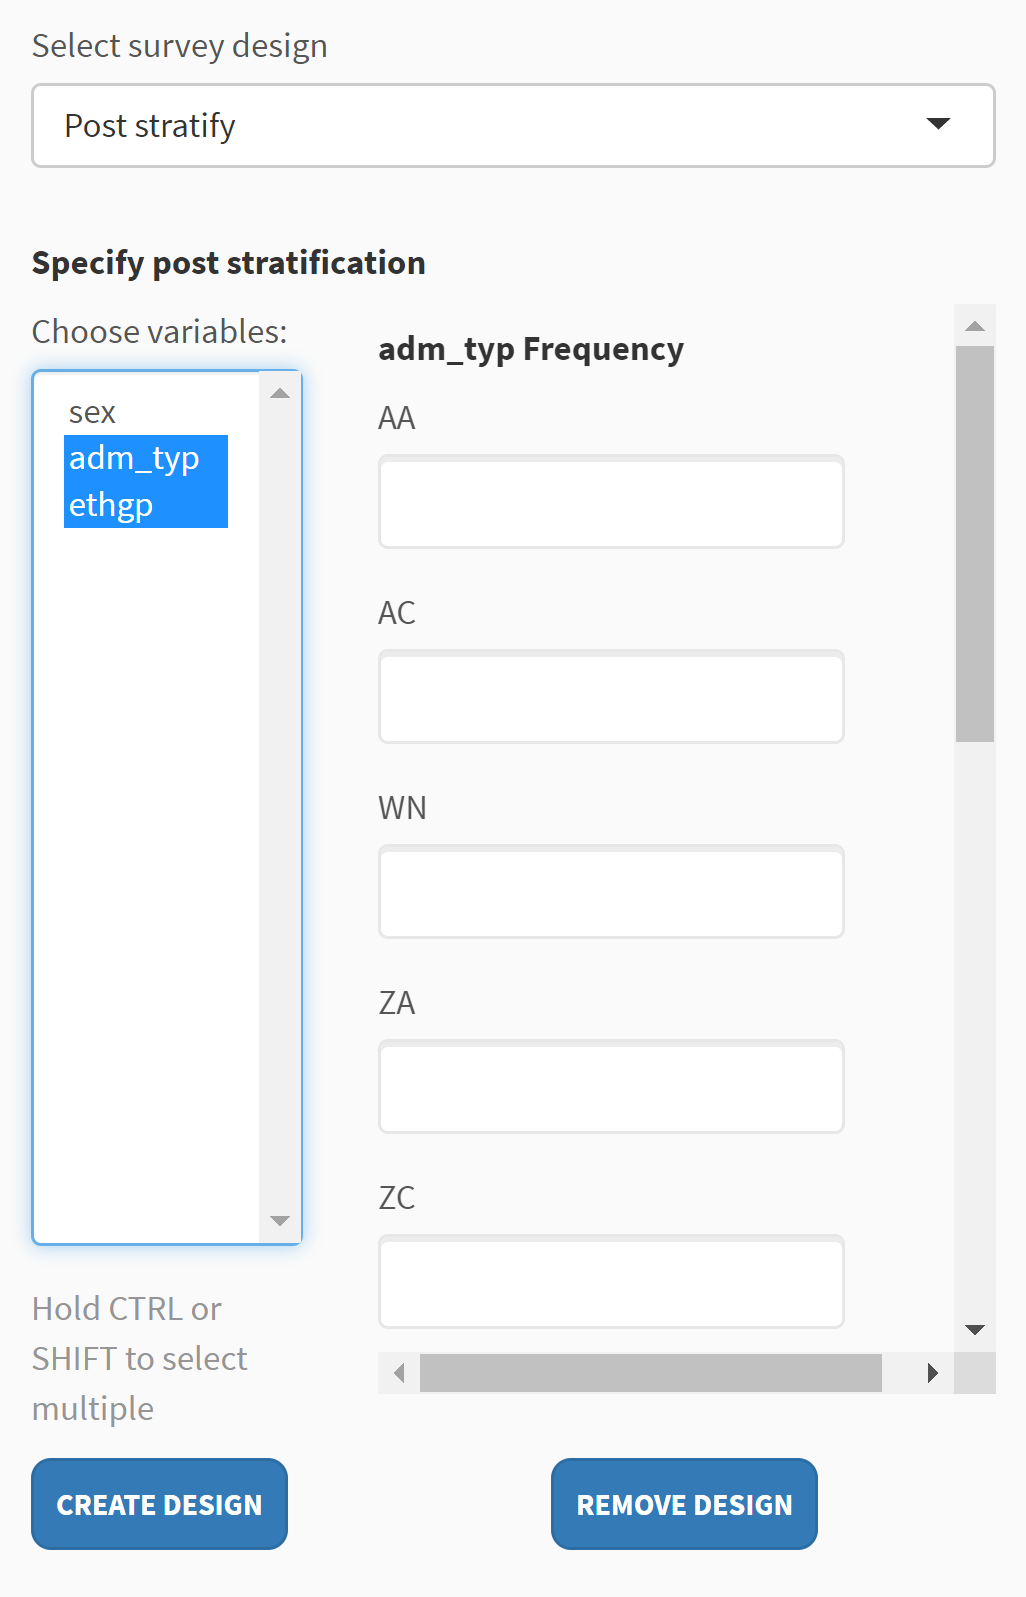 Select survey design
Post stratify
Specify post stratification
Choose variables:
sex
adm_typ
ethgp
Hold CTRL or
SHIFT to select
multiple
adm_typ Frequency
AA
AC
WN
ZA
ZC
CREATE DESIGN
REMOVE DESIGN